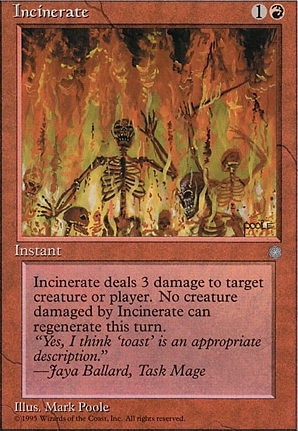 Incinerate 1
POOLE
Instant
Incinerate deals 3 damage to target
creature or player. No creature
damaged by Incinerate can
regenerate this turn.
“Yes, I think ‘toast’ is an appropriate
description.”
—Jaya Ballard, Task Mage
Illus. Mark Poole
©1995 Wizards of the Coast, Inc. All rights reserved.